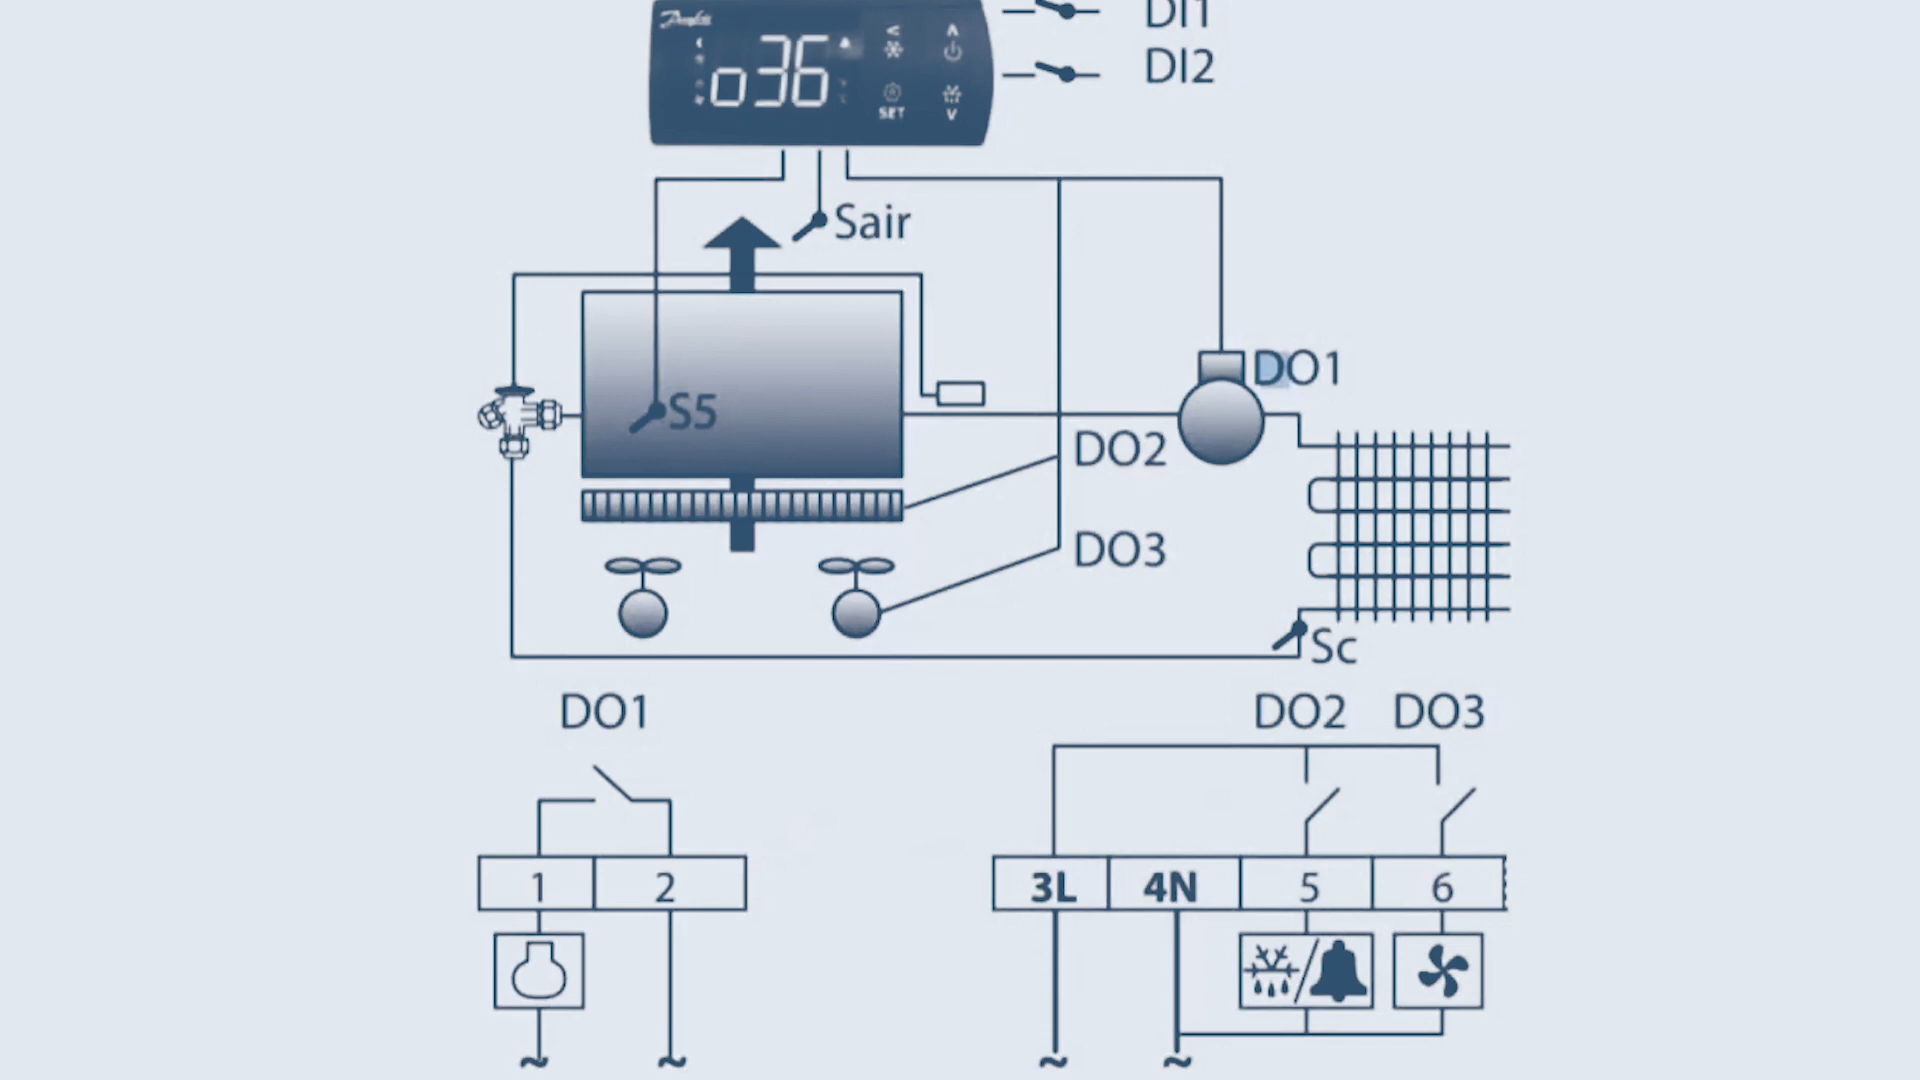 DI1
Danfoss
o36
SET
DI2
Sair
DO1
S5
DO2
DO3
Sc
DO1
DO2 DO3
1 2
3L 4N 5 6